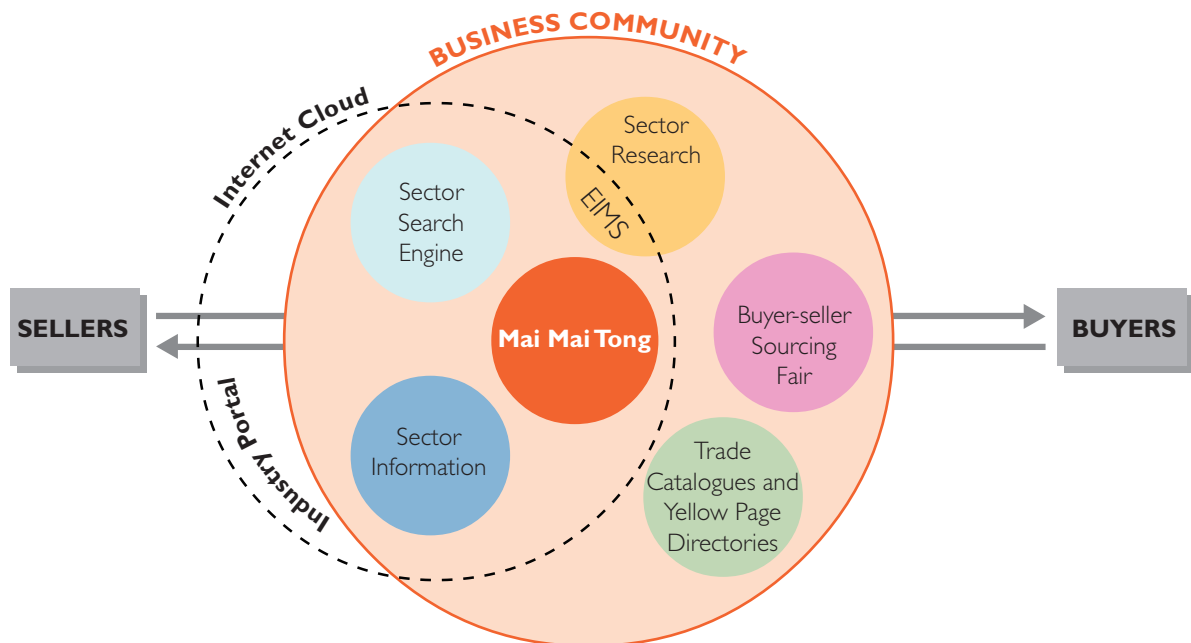 BUSINESS COMMUNITY
Internet Cloud
Sector
Research
EIMS
Sector
Search
Engine
SELLERS
Mai Mai Tong
Buyer-seller
Sourcing
Fair
BUYERS
Industry Portal
Sector
Information
Trade
Catalogues and
Yellow Page
Directories